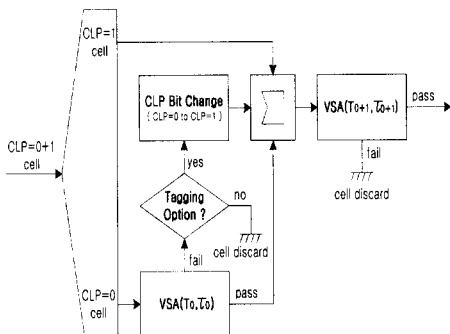 CLP=1
cell
CLP Bit Change
( CLP=0 to CLP=1 )
Σ
VSA(T0+1, τ0+1)
pass
CLP=0+1
cell
yes
fail
cell discard
Tagging
Option ?
no
cell discard
fail
CLP=0
cell
VSA(T0, τ0)
pass